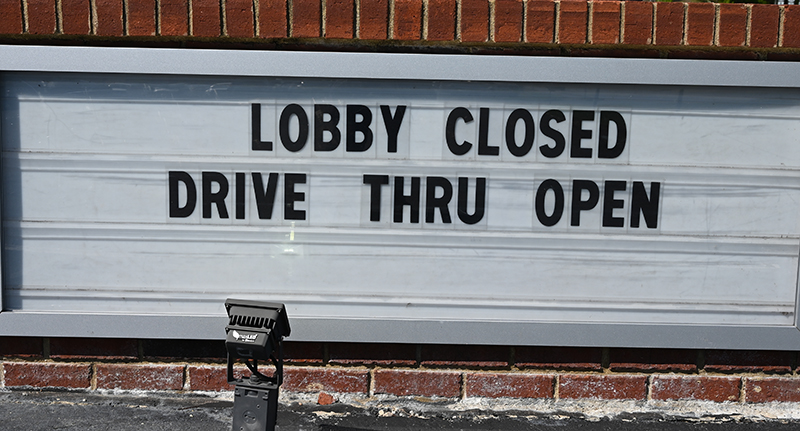 LOBBY CLOSED
DRIVE THRU OPEN